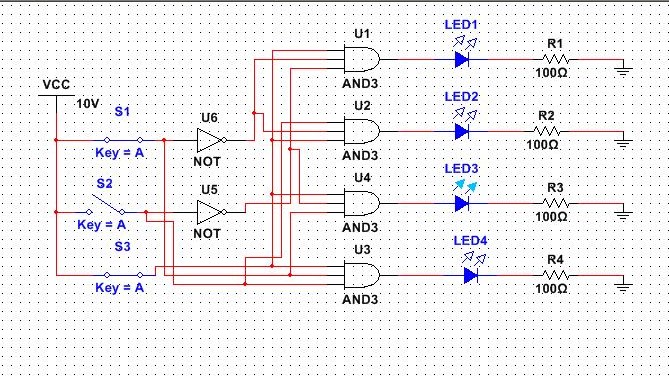 VCC
10V
S1
Key = A
S2
Key = A
S3
Key = A
U6
NOT
U5
NOT
U1
AND3
U2
AND3
U4
AND3
U3
AND3
LED1
R1
100Ω
LED2
R2
100Ω
LED3
R3
100Ω
LED4
R4
100Ω